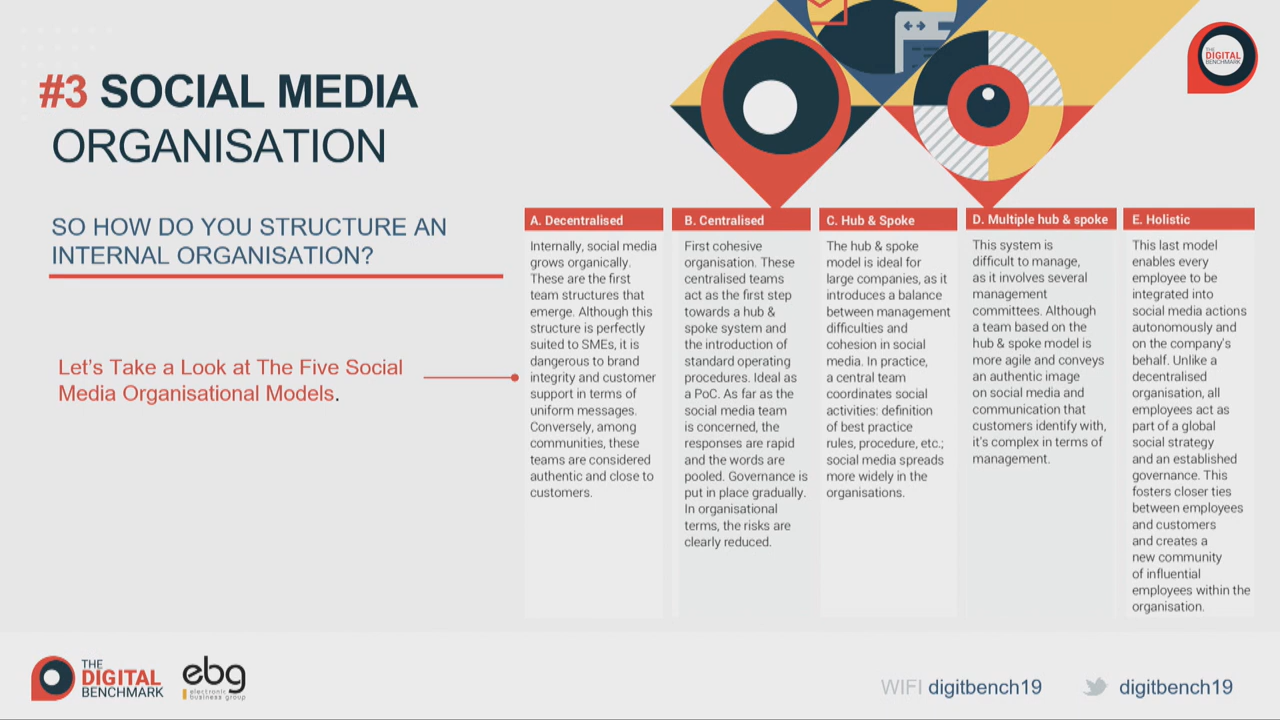 THE
DIGITAL
BENCHMARK
#3 SOCIAL MEDIA
ORGANISATION
SO HOW DO YOU STRUCTURE AN
INTERNAL ORGANISATION?
Let's Take a Look at The Five Social
Media Organisational Models.
A. Decentralised
Internally, social media
grows organically.
These are the first
team structures that
emerge. Although this
structure is perfectly
suited to SMEs, it is
dangerous to brand
integrity and customer
support in terms of
uniform messages.
Conversely, among
communities, these
teams are considered
authentic and close to
customers.
B. Centralised
First cohesive
organisation. These
centralised teams
act as the first step
towards a hub &
spoke system and
the introduction of
standard operating
procedures. Ideal as
a PoC. As far as the
social media team
is concerned, the
responses are rapid
and the words are
pooled. Governance is
put in place gradually.
In organisational
terms, the risks are
clearly reduced.
C. Hub & Spoke
The hub & spoke
model is ideal for
large companies, as it
introduces a balance
between management
difficulties and
cohesion in social
media. In practice,
a central team
coordinates social
activities: definition
of best practice
rules, procedure, etc.;
social media spreads
more widely in the
organisations.
D. Multiple hub & spoke
This system is
difficult to manage,
as it involves several
management
committees. Although
a team based on the
hub & spoke model is
more agile and conveys
an authentic image
on social media and
communication that
customers identify with,
it's complex in terms of
management.
E. Holistic
This last model
enables every
employee to be
integrated into
social media actions
autonomously and
on the company's
behalf. Unlike a
decentralised
organisation, all
employees act as
part of a global
social strategy
and an established
governance. This
fosters closer ties
between employees
and customers
and creates a
new community
of influential
employees within the
organisation.
THE
DIGITAL
BENCHMARK
ebg
electronic
business group
WIFI digitbench19
digitbench19